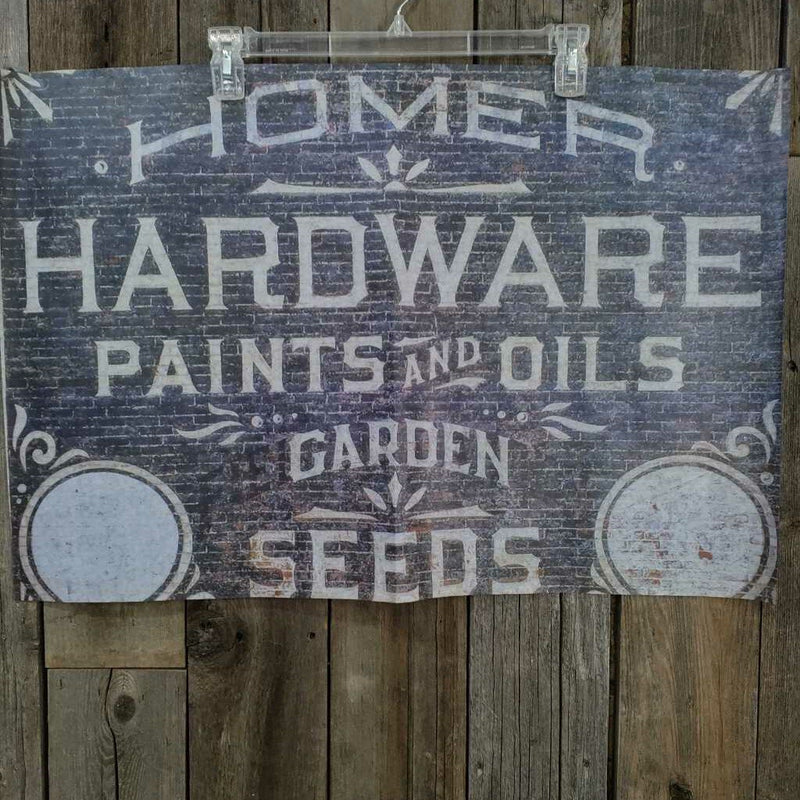 HOMER
HARDWARE
PAINTS AND OILS
GARDEN
SEEDS